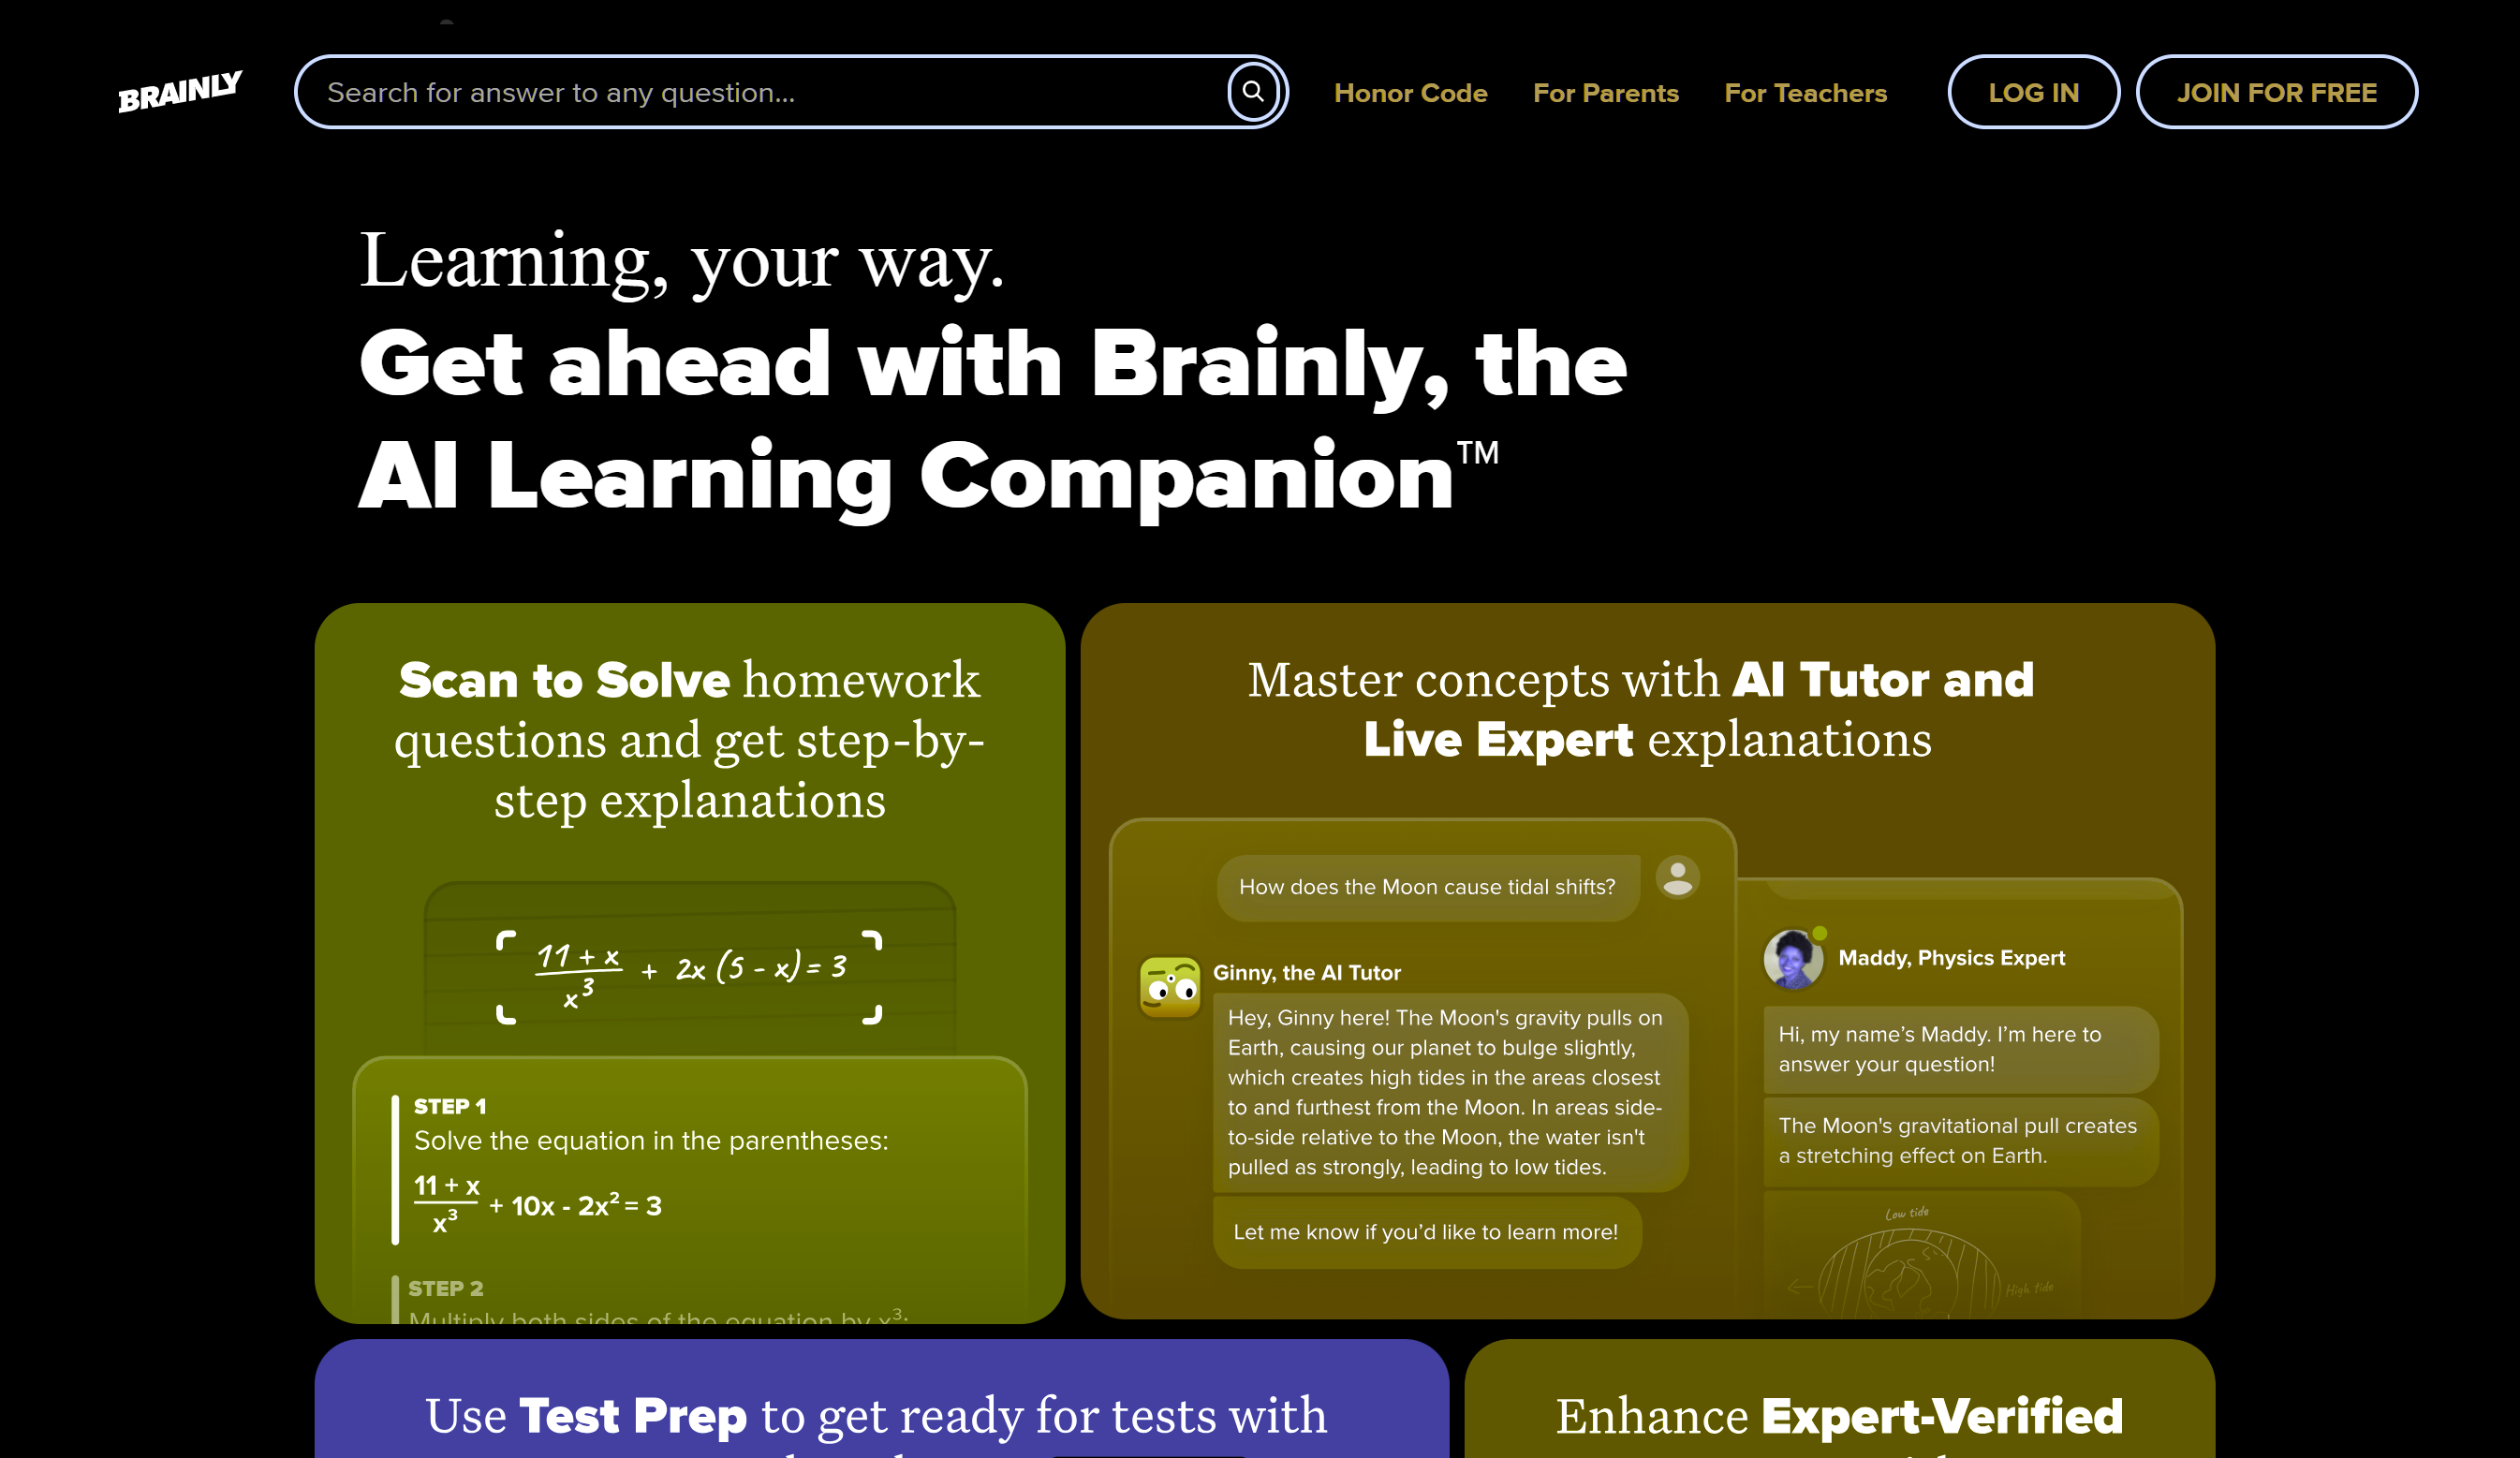 BRAINLY
Search for answer to any question...
Honor Code
For Parents
For Teachers
LOG IN
JOIN FOR FREE
Learning, your way.
Get ahead with Brainly, the
AI Learning Companion™
Scan to Solve homework
questions and get step-by-
step explanations
11 + x
x³
+ 2x (5 - x) = 3
STEP 1
Solve the equation in the parentheses:
11 + x
x³
+ 10x - 2x² = 3
STEP 2
Multiply both sides of the equation by x³:
Master concepts with AI Tutor and
Live Expert explanations
How does the Moon cause tidal shifts?
Ginny, the AI Tutor
Hey, Ginny here! The Moon's gravity pulls on
Earth, causing our planet to bulge slightly,
which creates high tides in the areas closest
to and furthest from the Moon. In areas side-
to-side relative to the Moon, the water isn't
pulled as strongly, leading to low tides.
Let me know if you’d like to learn more!
Maddy, Physics Expert
Hi, my name’s Maddy. I’m here to
answer your question!
The Moon's gravitational pull creates
a stretching effect on Earth.
Low tide
High tide
Use Test Prep to get ready for tests with
Enhance Expert-Verified